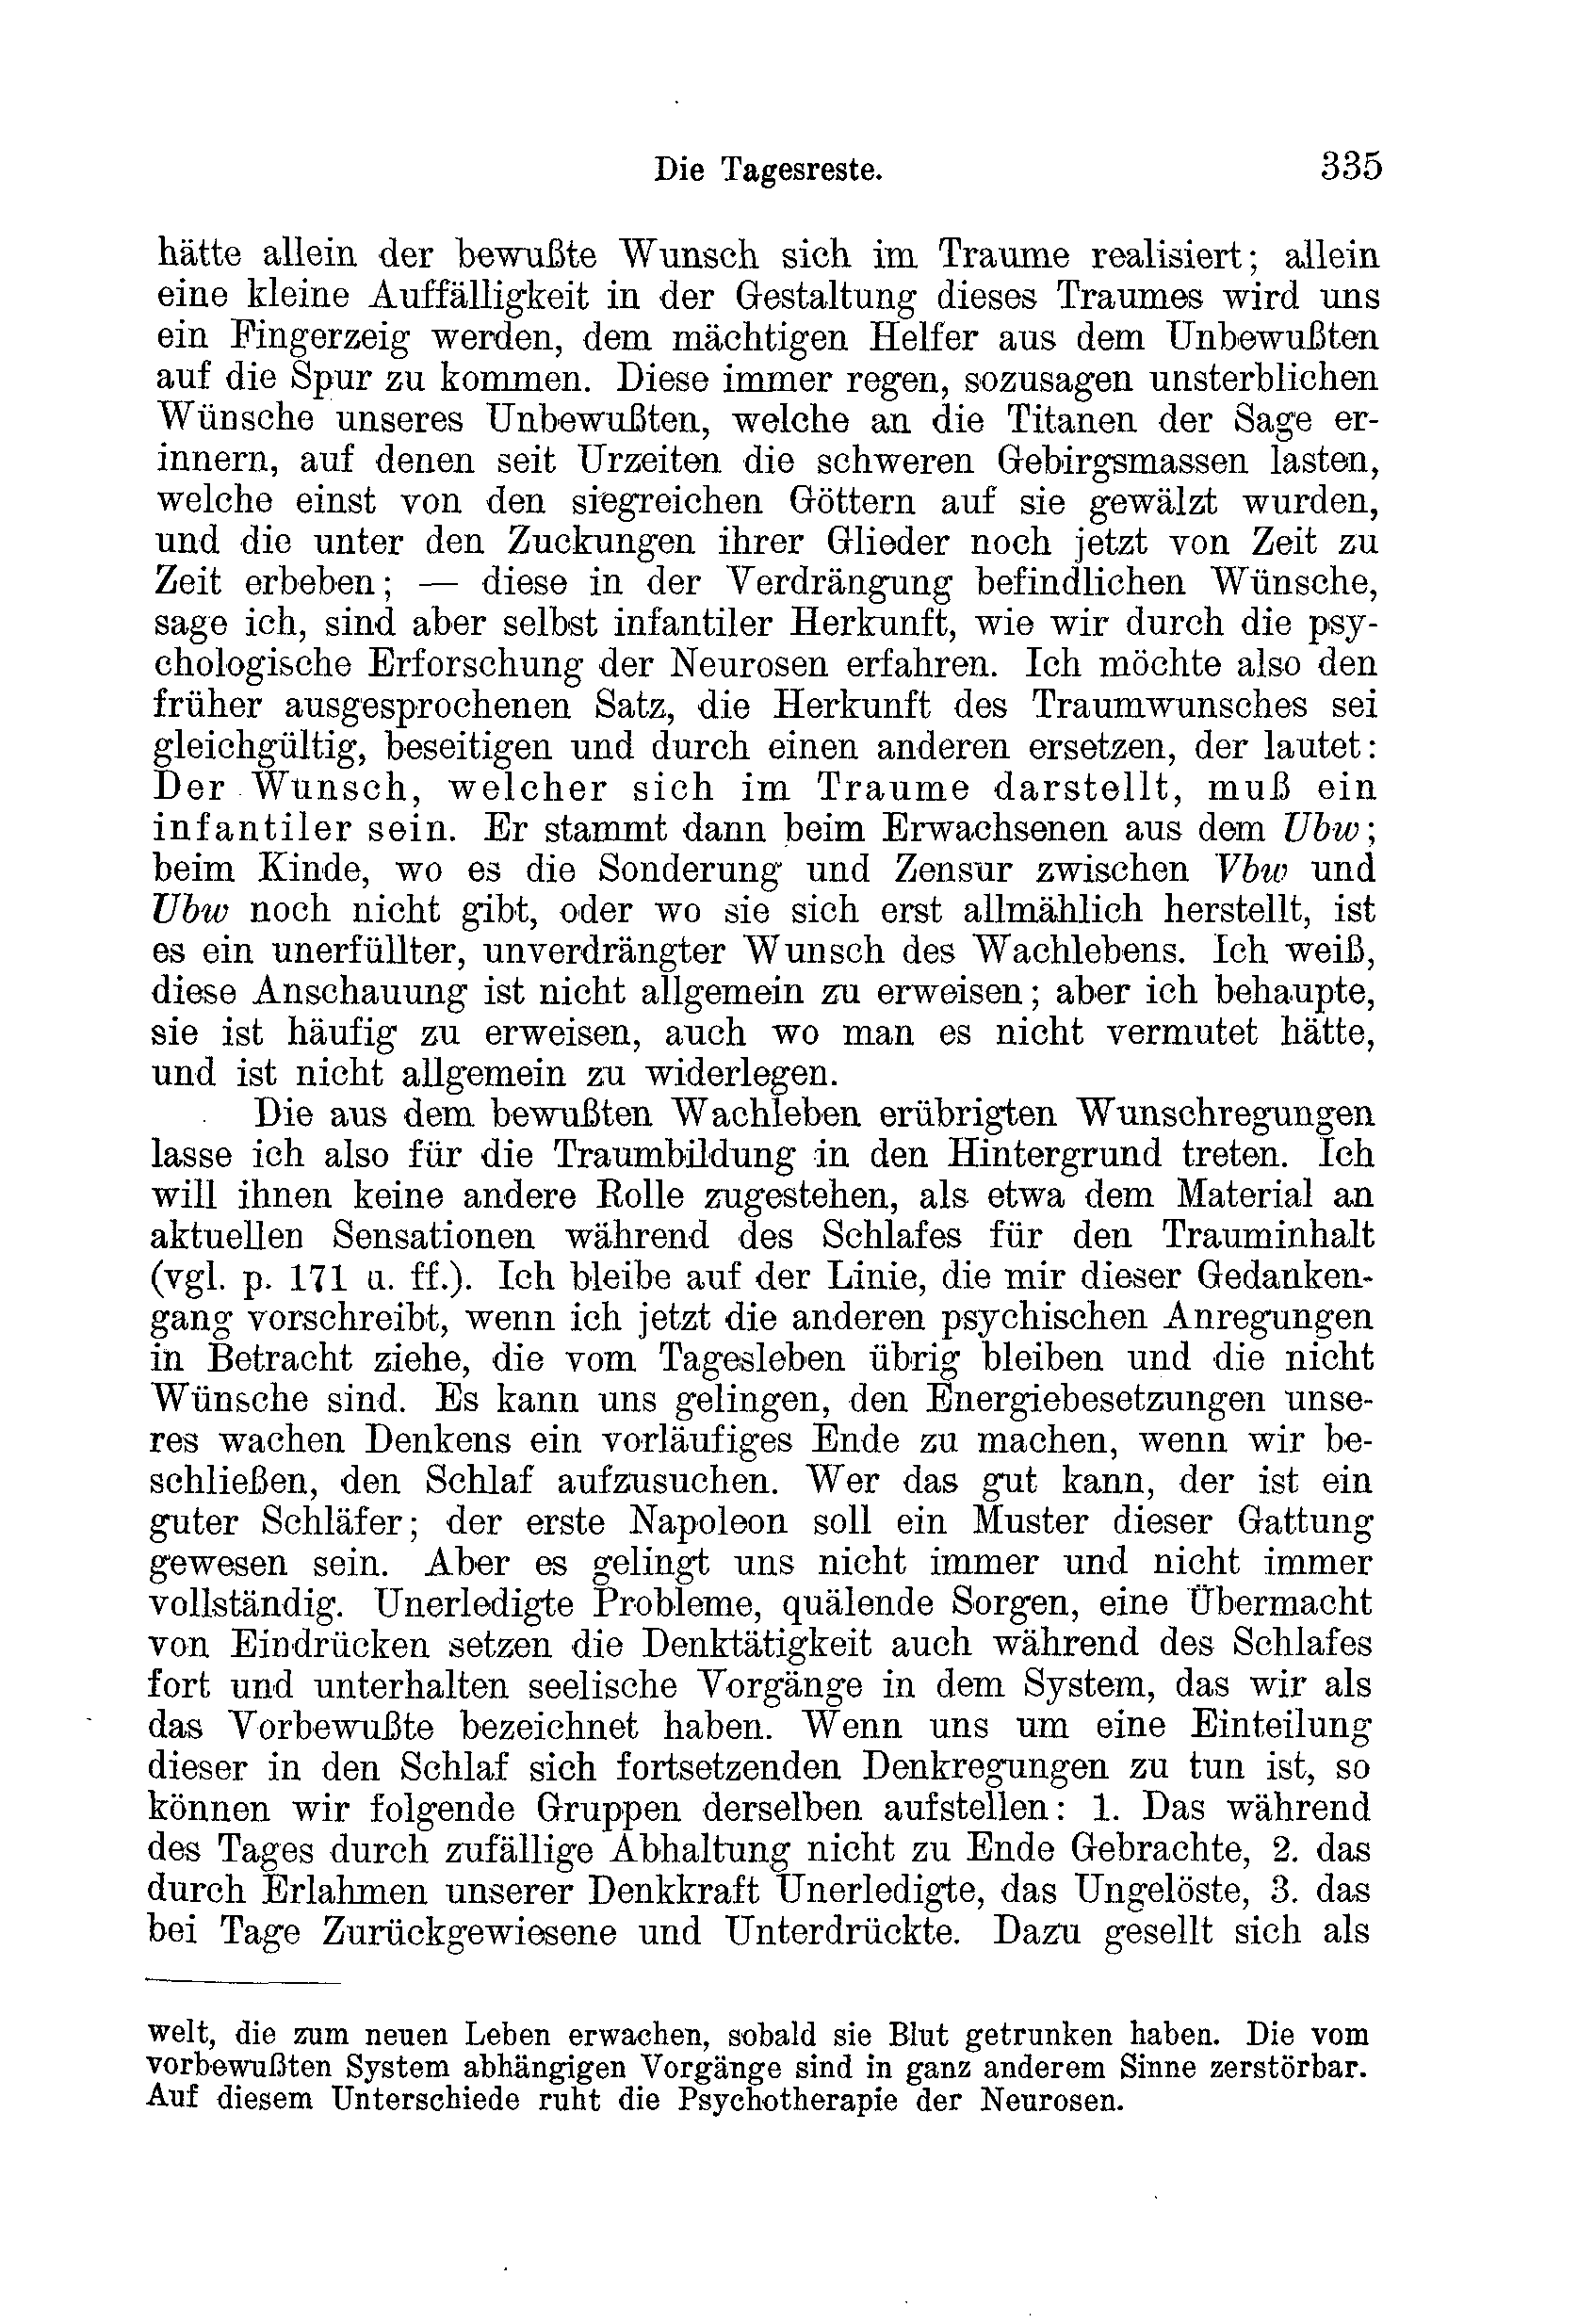 Die Tagesreste. 335
hätte allein der bewußte Wunsch sich im Traume realisiert; allein
eine kleine Auffälligkeit in der Gestaltung dieses Traumes wird uns
ein Fingerzeig werden, dem mächtigen Helfer aus dem Unbewußten
auf die Spur zu kommen. Diese immer regen, sozusagen unsterblichen
Wünsche unseres Unbewußten, welche an die Titanen der Sage er-
innern, auf denen seit Urzeiten die schweren Gebirgsmassen lasten,
welche einst von den siegreichen Göttern auf sie gewälzt wurden,
und die unter den Zuckungen ihrer Glieder noch jetzt von Zeit zu
Zeit erbeben; — diese in der Verdrängung befindlichen Wünsche,
sage ich, sind aber selbst infantiler Herkunft, wie wir durch die psy-
chologische Erforschung der Neurosen erfahren. Ich möchte also den
früher ausgesprochenen Satz, die Herkunft des Traumwunsches sei
gleichgültig, beseitigen und durch einen anderen ersetzen, der lautet:
Der Wunsch, welcher sich im Traume darstellt, muß ein
infantiler sein. Er stammt dann beim Erwachsenen aus dem Ubw;
beim Kinde, wo es die Sonderung und Zensur zwischen Vbw und
Ubw noch nicht gibt, oder wo sie sich erst allmählich herstellt, ist
es ein unerfüllter, unverdrängter Wunsch des Wachlebens. Ich weiß,
diese Anschauung ist nicht allgemein zu erweisen; aber ich behaupte,
sie ist häufig zu erweisen, auch wo man es nicht vermutet hätte,
und ist nicht allgemein zu widerlegen.
Die aus dem bewußten Wachleben erübrigten Wunschregungen
lasse ich also für die Traumbildung in den Hintergrund treten. Ich
will ihnen keine andere Rolle zugestehen, als etwa dem Material an
aktuellen Sensationen während des Schlafes für den Trauminhalt
(vgl. p. 171 u. ff.). Ich bleibe auf der Linie, die mir dieser Gedanken-
gang vorschreibt, wenn ich jetzt die anderen psychischen Anregungen
in Betracht ziehe, die vom Tagesleben übrig bleiben und die nicht
Wünsche sind. Es kann uns gelingen, den Energiebesetzungen unse-
res wachen Denkens ein vorläufiges Ende zu machen, wenn wir be-
schließen, den Schlaf aufzusuchen. Wer das gut kann, der ist ein
guter Schläfer; der erste Napoleon soll ein Muster dieser Gattung
gewesen sein. Aber es gelingt uns nicht immer und nicht immer
vollständig. Unerledigte Probleme, quälende Sorgen, eine Übermacht
von Eindrücken setzen die Denktätigkeit auch während des Schlafes
fort und unterhalten seelische Vorgänge in dem System, das wir als
das Vorbewußte bezeichnet haben. Wenn uns um eine Einteilung
dieser in den Schlaf sich fortsetzenden Denkregungen zu tun ist, so
können wir folgende Gruppen derselben aufstellen: 1. Das während
des Tages durch zufällige Abhaltung nicht zu Ende Gebrachte, 2. das
durch Erlahmen unserer Denkkraft Unerledigte, das Ungelöste, 3. das
bei Tage Zurückgewiesene und Unterdrückte. Dazu gesellt sich als
welt, die zum neuen Leben erwachen, sobald sie Blut getrunken haben. Die vom
vorbewußten System abhängigen Vorgänge sind in ganz anderem Sinne zerstörbar.
Auf diesem Unterschiede ruht die Psychotherapie der Neurosen.